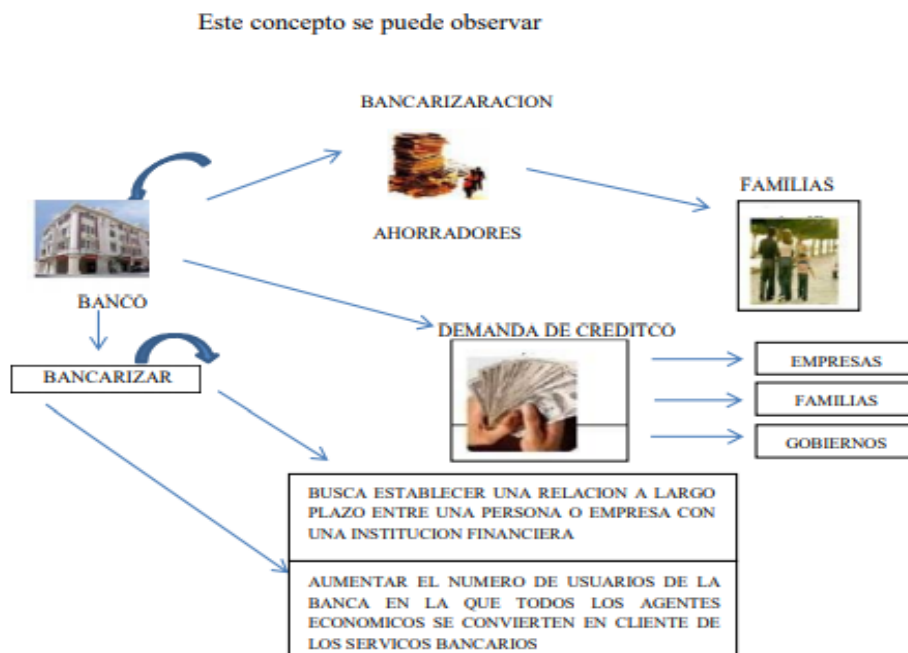 Este concepto se puede observar
BANCARIZARACION
AHORRADORES
FAMILIAS
BANCO
BANCARIZAR
DEMANDA DE CREDITCO
EMPRESAS
FAMILIAS
GOBIERNOS
BUSCA ESTABLECER UNA RELACION A LARGO
PLAZO ENTRE UNA PERSONA O EMPRESA CON
UNA INSTITUCION FINANCIERA
AUMENTAR EL NUMERO DE USUARIOS DE LA
BANCA EN LA QUE TODOS LOS AGENTES
ECONOMICOS SE CONVIERTEN EN CLIENTE DE
LOS SERVICOS BANCARIOS